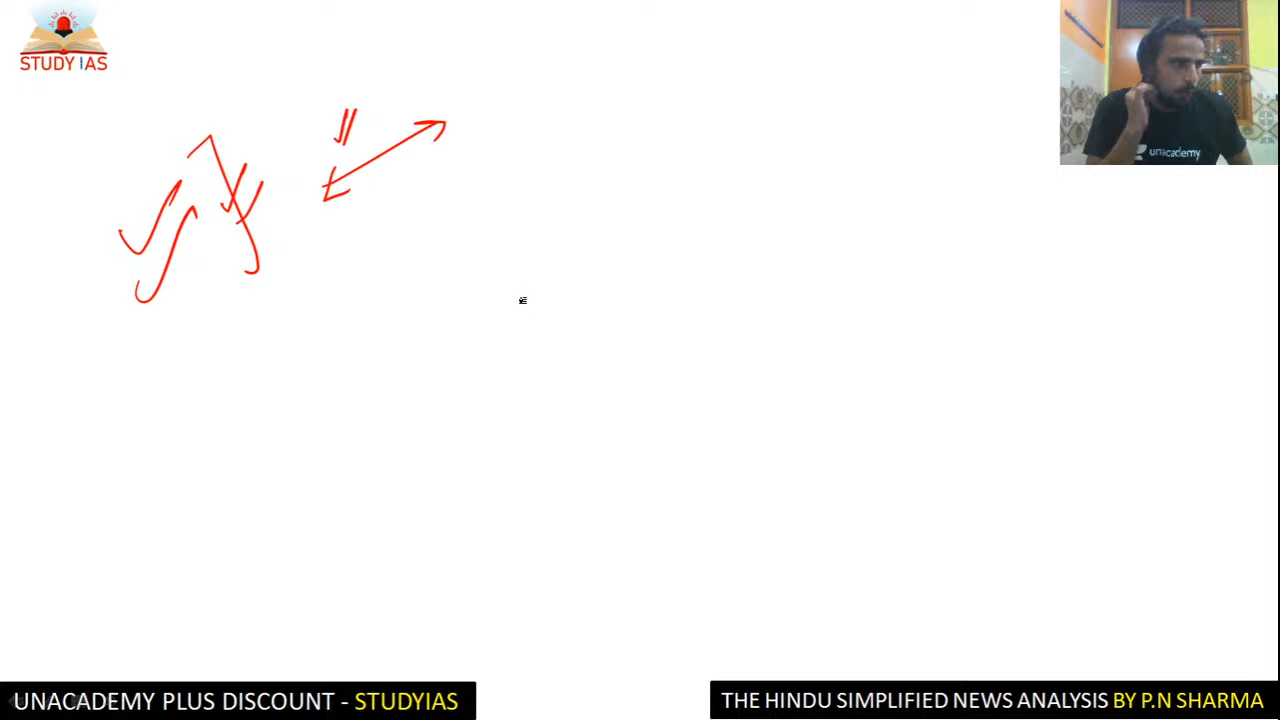 STUDY IAS
unacademy
UNACADEMY PLUS DISCOUNT - STUDYIAS
THE HINDU SIMPLIFIED NEWS ANALYSIS BY P.N SHARMA